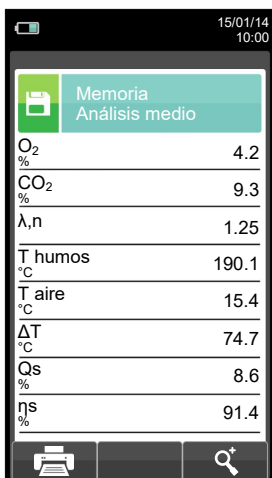 15/01/14
10:00
Memoria
Análisis medio
O₂
%
4.2
CO₂
%
9.3
λ,n
1.25
T humos
°C
190.1
T aire
°C
15.4
ΔT
°C
74.7
Qs
%
8.6
ηs
%
91.4